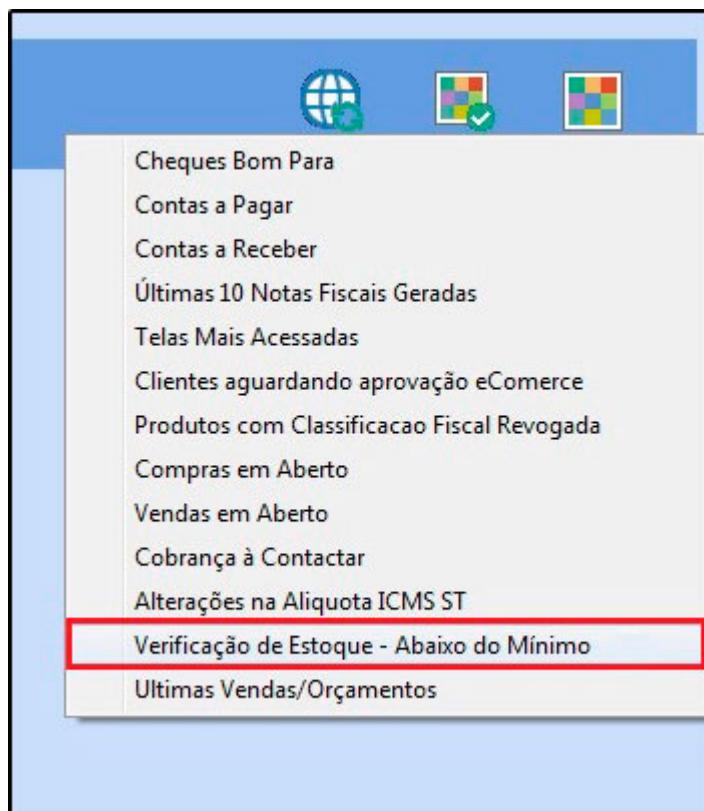 Cheques Bom Para
Contas a Pagar
Contas a Receber
Últimas 10 Notas Fiscais Geradas
Telas Mais Acessadas
Clientes aguardando aprovação eComerce
Produtos com Classificacao Fiscal Revogada
Compras em Aberto
Vendas em Aberto
Cobrança à Contactar
Alterações na Aliquota ICMS ST
Verificação de Estoque - Abaixo do Mínimo
Ultimas Vendas/Orçamentos